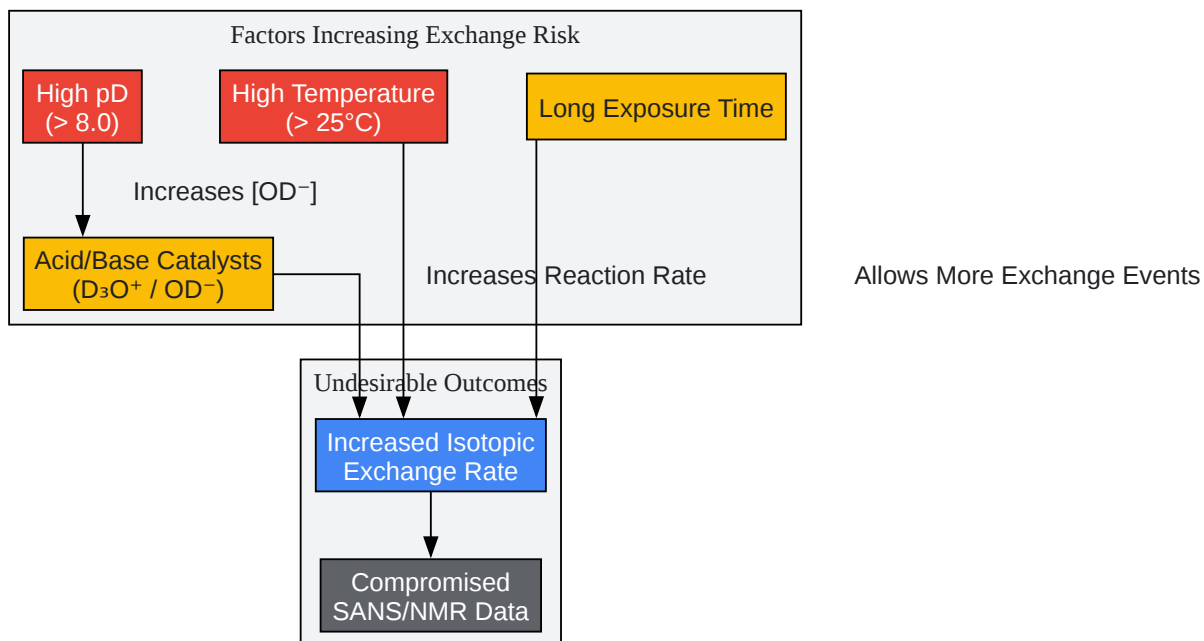 Factors Increasing Exchange Risk
High pD
(> 8.0)
High Temperature
(> 25°C)
Long Exposure Time
Increases [OD⁻]
Acid/Base Catalysts
(D₃O⁺ / OD⁻)
Increases Reaction Rate
Allows More Exchange Events
Undesirable Outcomes
Increased Isotopic
Exchange Rate
Compromised
SANS/NMR Data